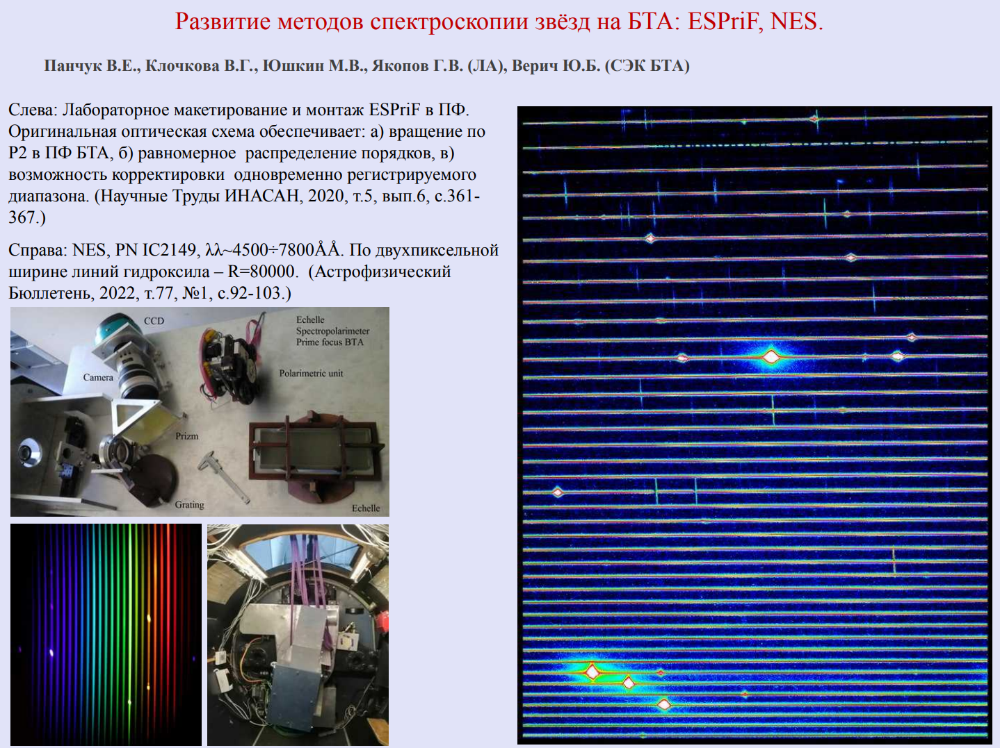 Развитие методов спектроскопии звёзд на БТА: ESPriF, NES.
Панчук В.Е., Клочкова В.Г., Юшкин М.В., Якопов Г.В. (ЛА), Верич Ю.Б. (СЭК БТА)
Слева: Лабораторное макетирование и монтаж ESPriF в ПФ.
Оригинальная оптическая схема обеспечивает: а) вращение по
P2 в ПФ БТА, б) равномерное распределение порядков, в)
возможность корректировки одновременно регистрируемого
диапазона. (Научные Труды ИНАСАН, 2020, т.5, вып.6, с.361-
367.)
Справа: NES, PN IC2149, λλ~4500÷7800ÅÅ. По двухпиксельной
ширине линий гидроксила – R=80000. (Астрофизический
Бюллетень, 2022, т.77, №1, с.92-103.)
CCD
Echelle
Spectropolarimeter
Prime focus BTA
Camera
Polarimetric unit
Prizm
Grating
Echelle